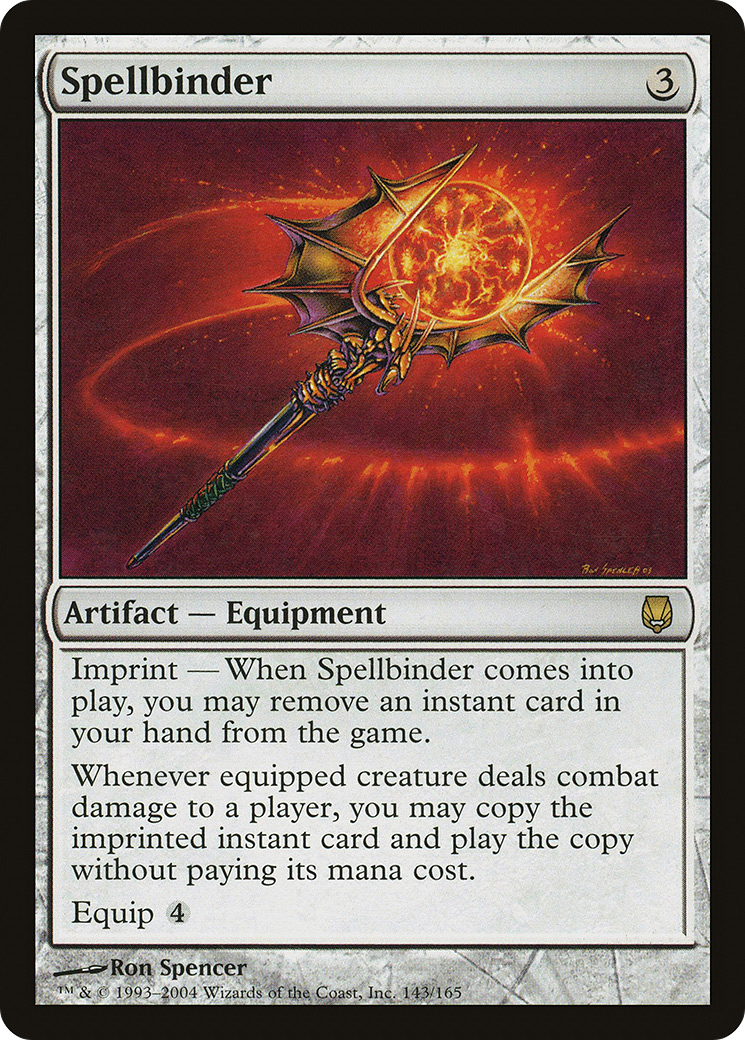 Spellbinder 3
Ron Spencer 03
Artifact — Equipment
Imprint — When Spellbinder comes into
play, you may remove an instant card in
your hand from the game.
Whenever equipped creature deals combat
damage to a player, you may copy the
imprinted instant card and play the copy
without paying its mana cost.
Equip 4
Ron Spencer
™ & © 1993–2004 Wizards of the Coast, Inc. 143/165